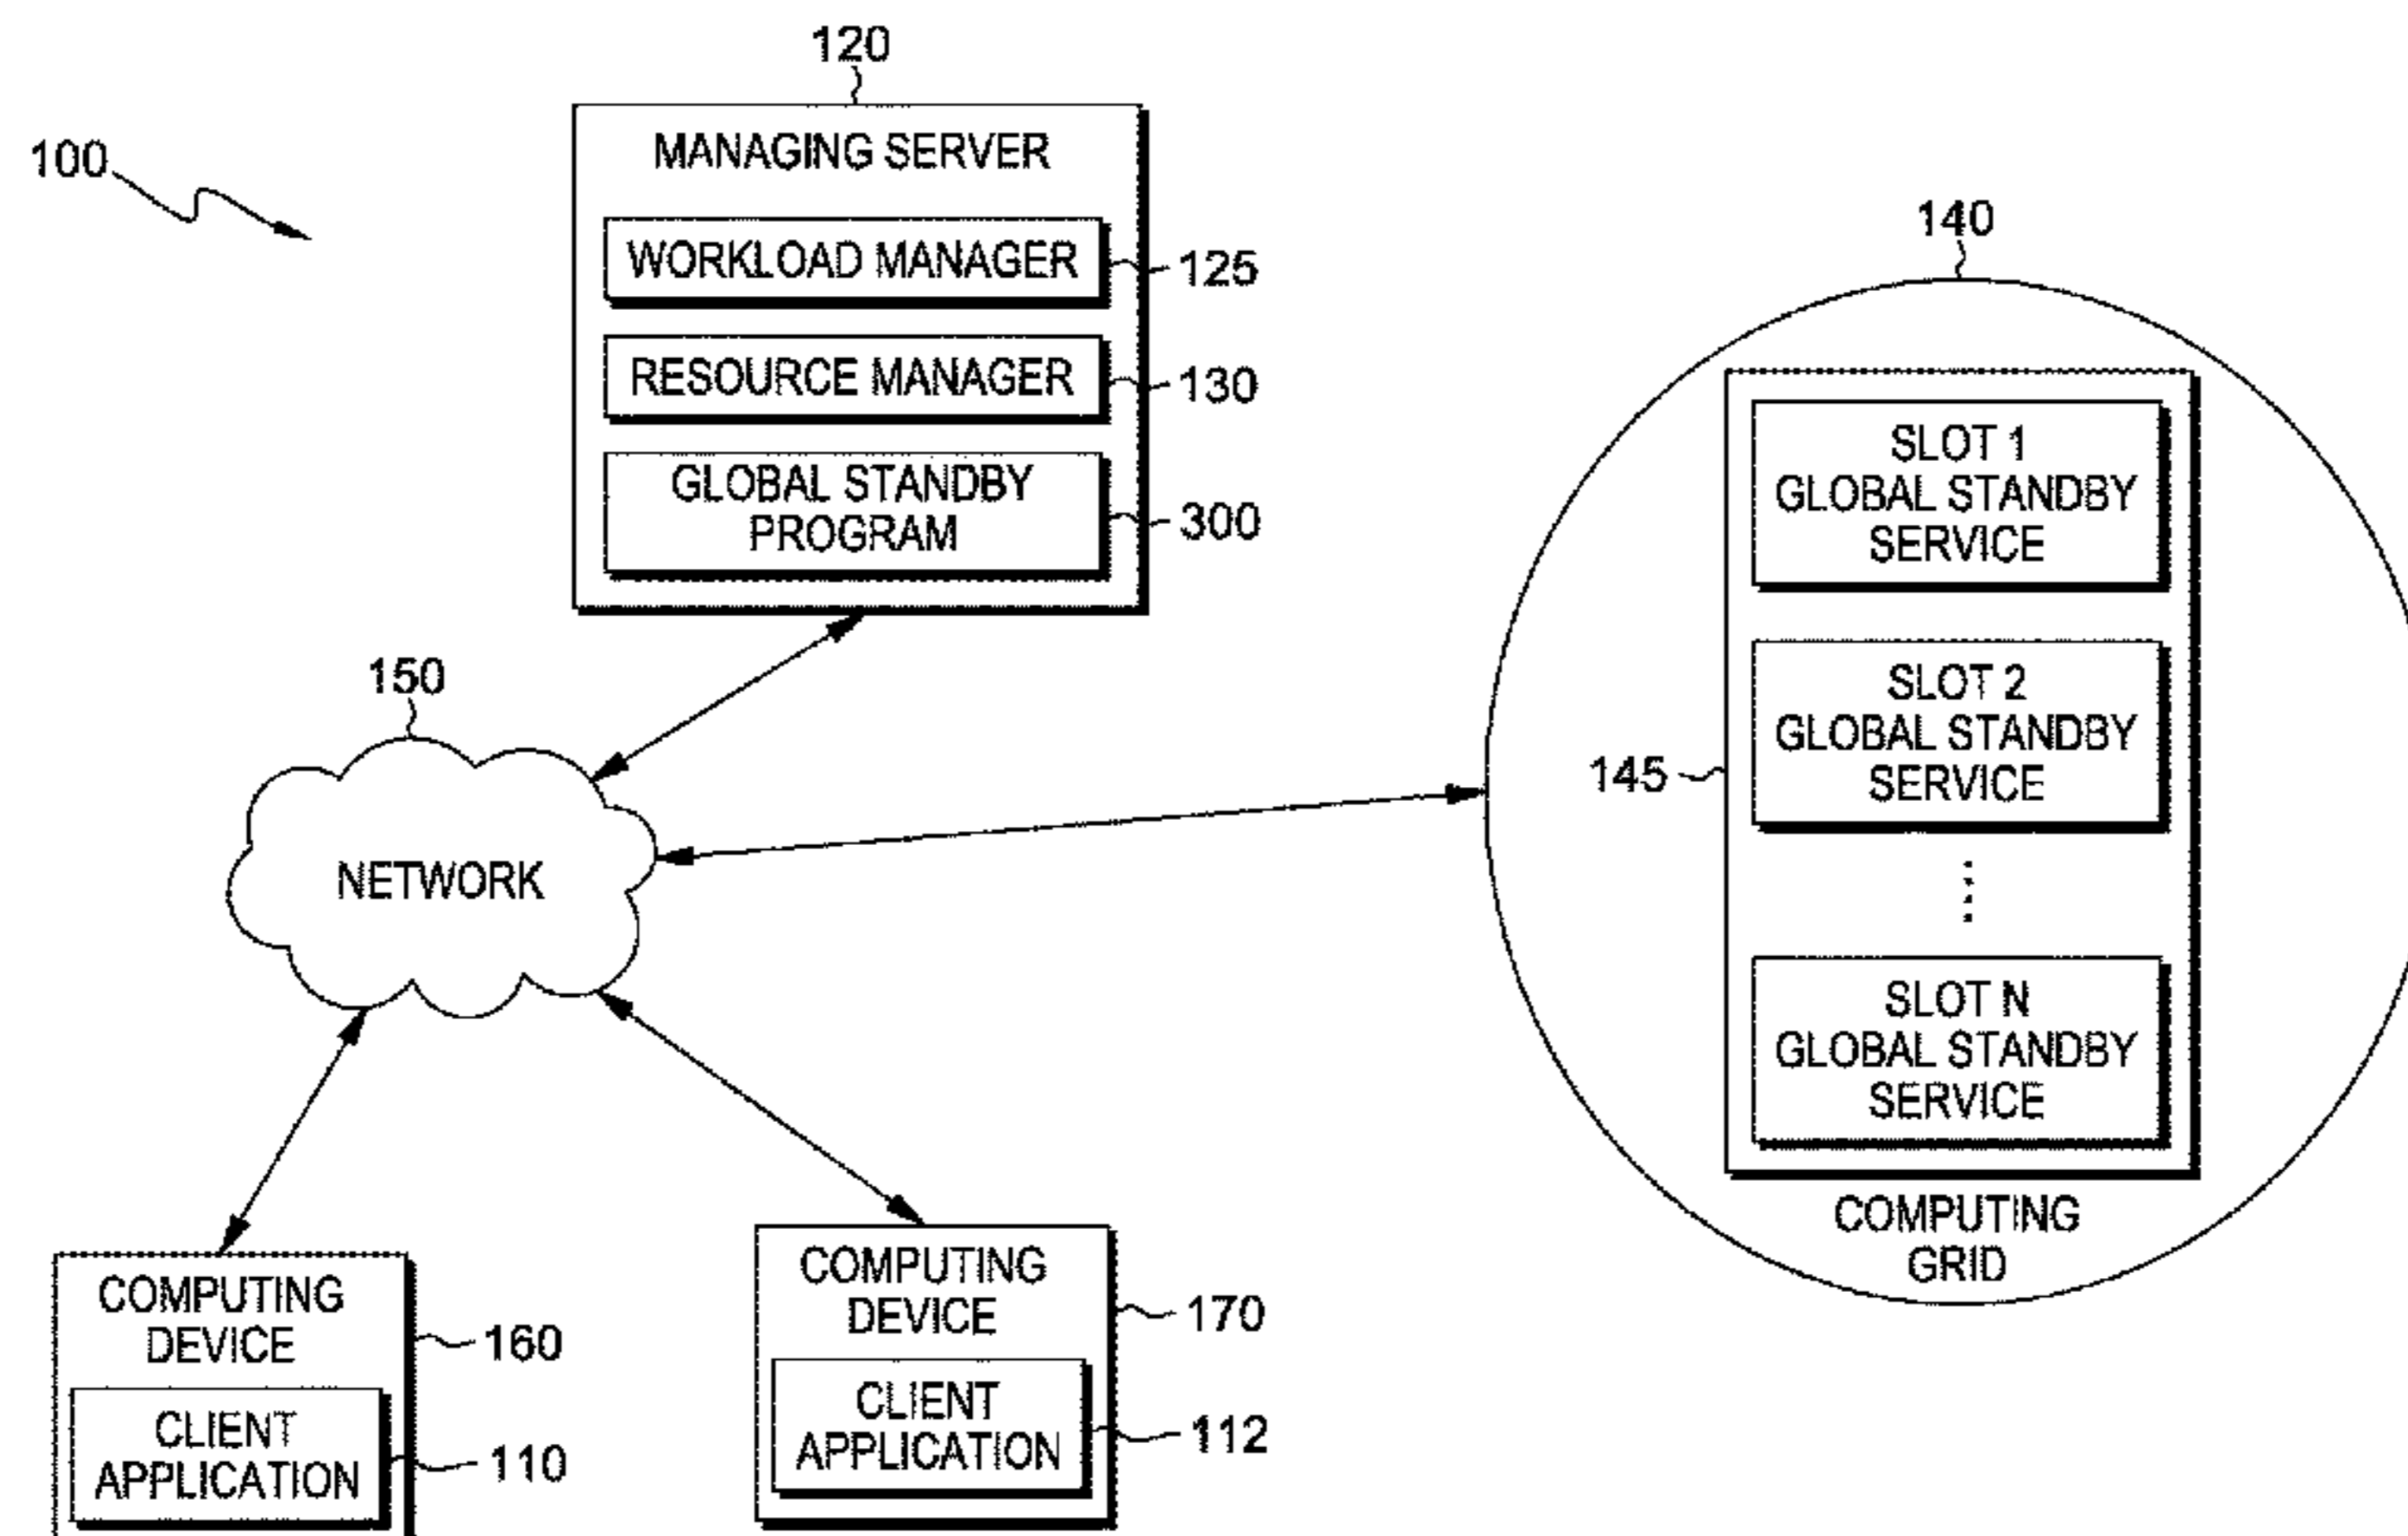 120
MANAGING SERVER
100
WORKLOAD MANAGER
125
RESOURCE MANAGER
130
GLOBAL STANDBY
PROGRAM
300
140
SLOT 1
GLOBAL STANDBY
SERVICE
SLOT 2
GLOBAL STANDBY
SERVICE
145
SLOT N
GLOBAL STANDBY
SERVICE
COMPUTING
GRID
150
NETWORK
COMPUTING
DEVICE
160
CLIENT
APPLICATION
110
COMPUTING
DEVICE
170
CLIENT
APPLICATION
112